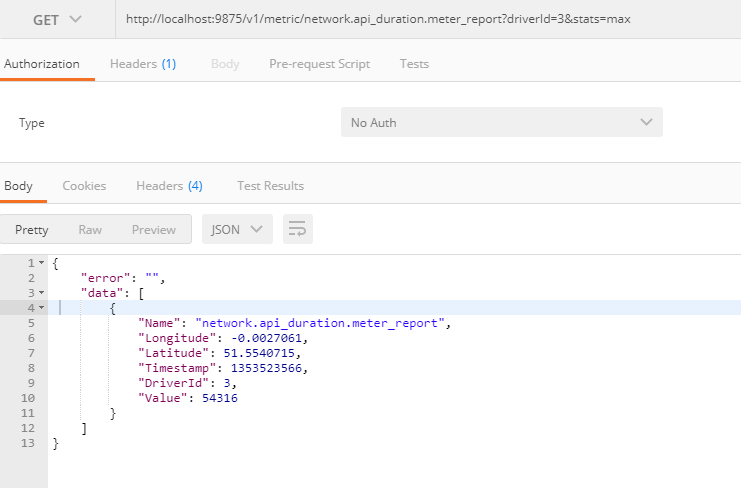 GET http://localhost:9875/v1/metric/network.api_duration.meter_report?driverId=3&stats=max
Authorization Headers (1) Body Pre-request Script Tests
Type No Auth
Body Cookies Headers (4) Test Results
Pretty Raw Preview JSON
1 {
2 "error": "",
3 "data": [
4 {
5 "Name": "network.api_duration.meter_report",
6 "Longitude": -0.0027061,
7 "Latitude": 51.5540715,
8 "Timestamp": 1353523566,
9 "DriverId": 3,
10 "Value": 54316
11 }
12 ]
13 }